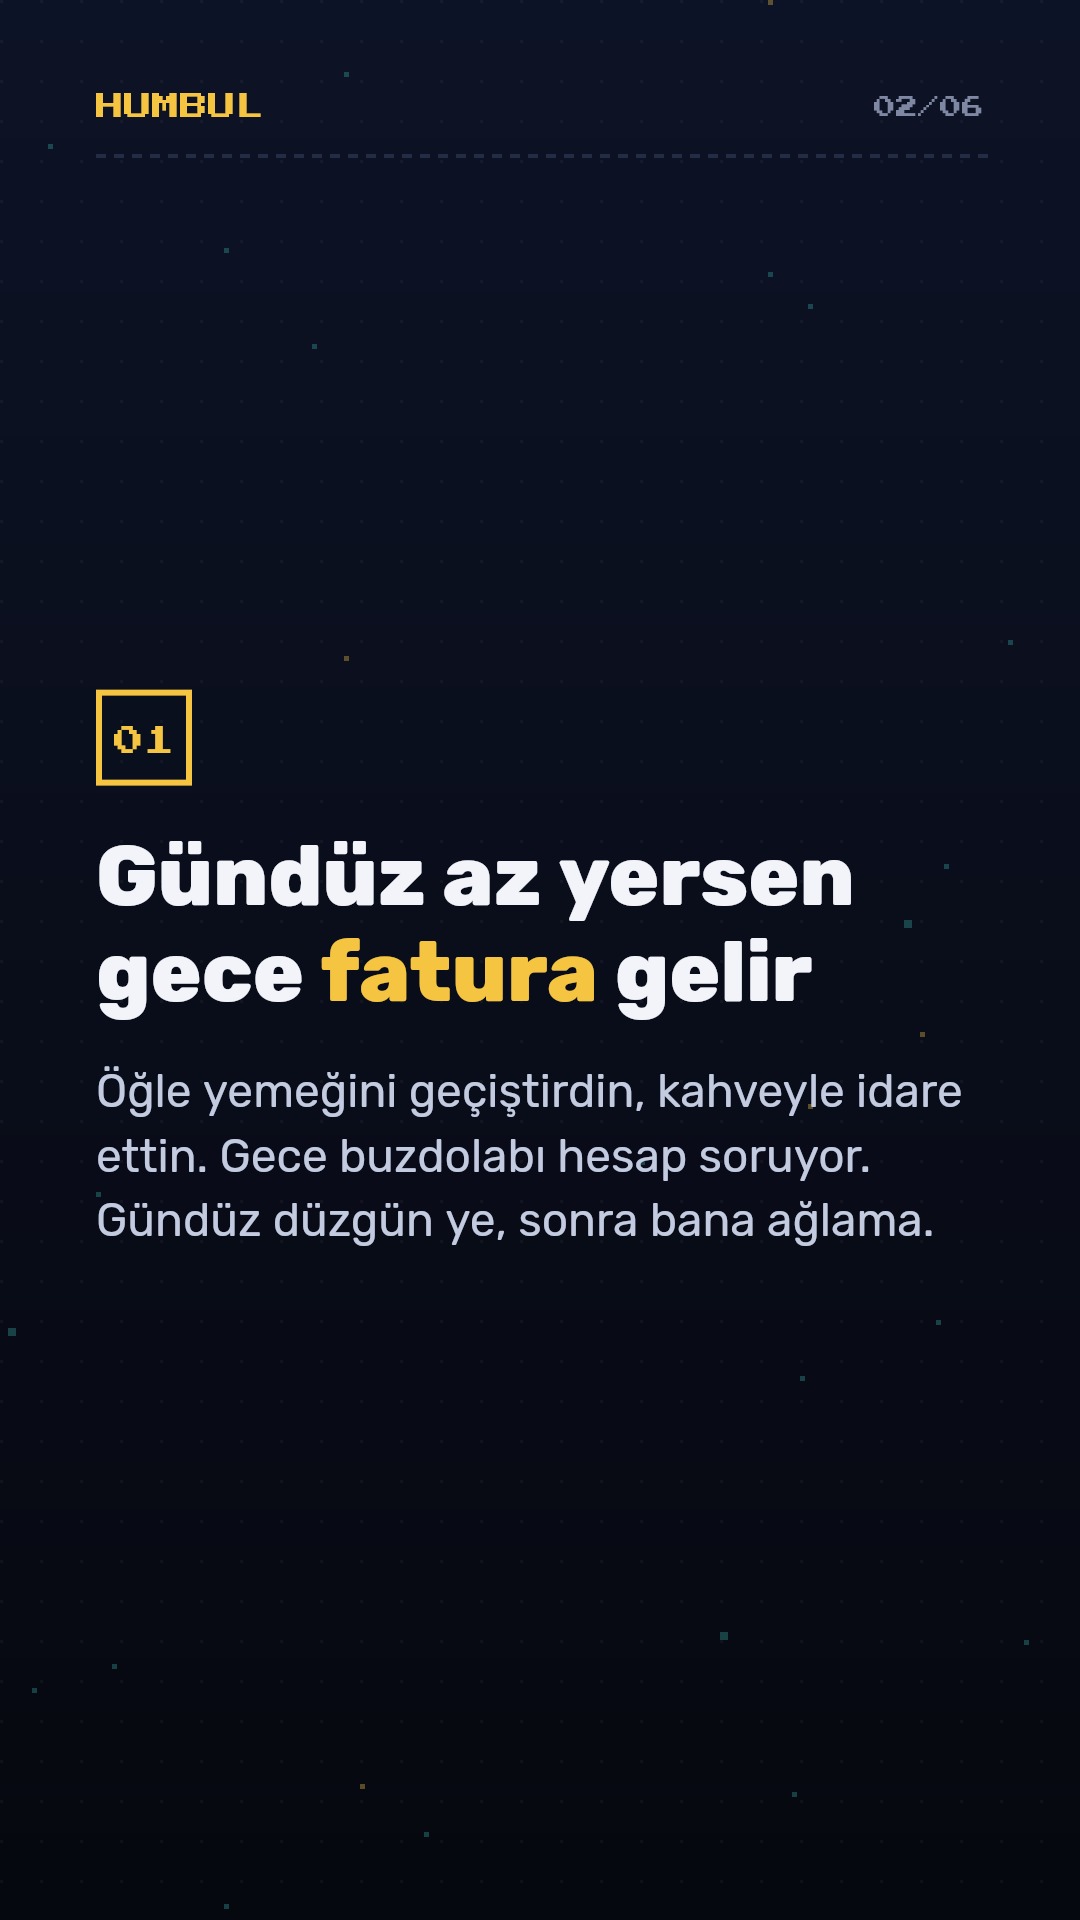 HUMBUL
02/06
01
Gündüz az yersen
gece fatura gelir
Öğle yemeğini geçiştirdin, kahveyle idare
ettin. Gece buzdolabı hesap soruyor.
Gündüz düzgün ye, sonra bana ağlama.